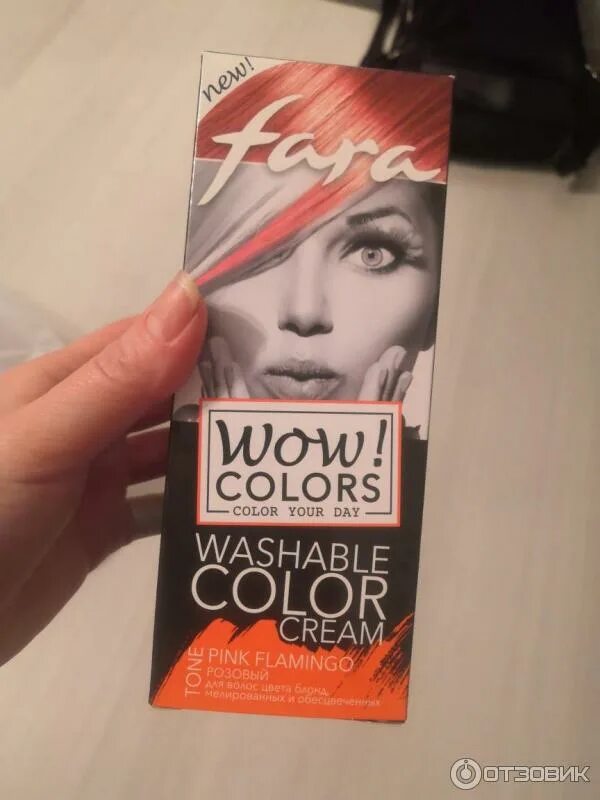 new!
fara
Wow!
COLORS
COLOR YOUR DAY
WASHABLE
COLOR
CREAM
TONE
PINK FLAMINGO
РОЗОВЫЙ
для волос цвета блонд,
мелированных и обесцвеченных
ОТЗОВИК